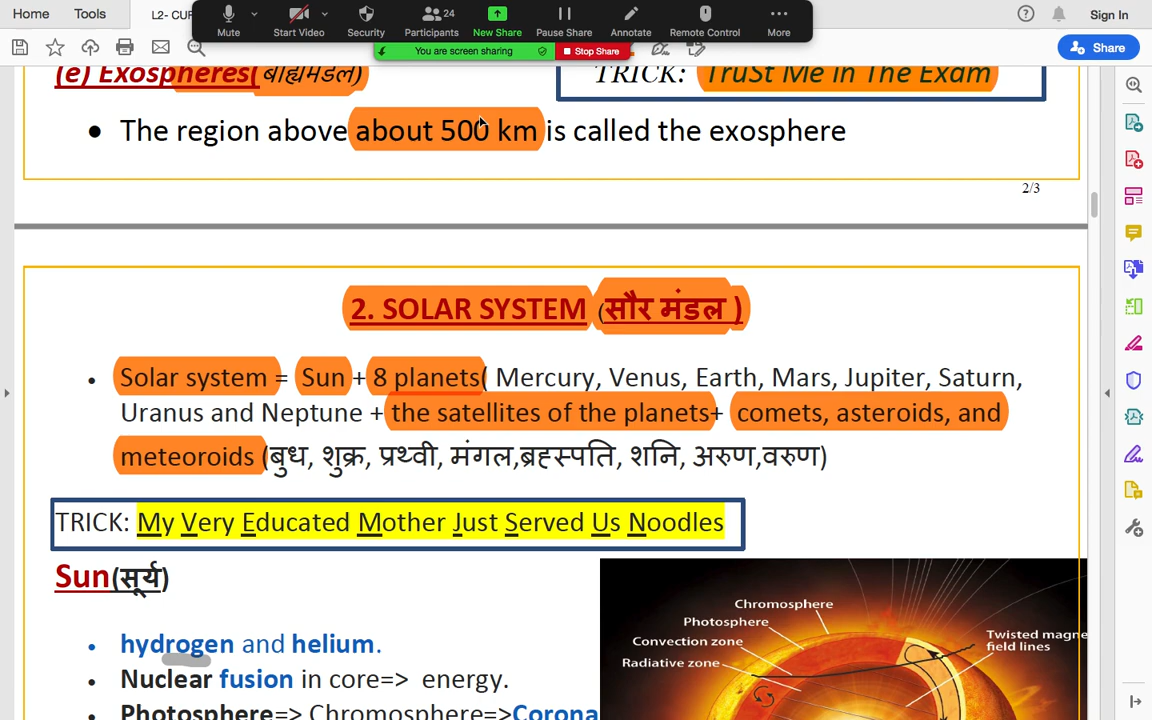 Home Tools L2- CUR
Mute Start Video Security 24 Participants New Share Pause Share Annotate Remote Control More
Sign In
You are screen sharing Stop Share
Share
(e) Exospheres(बाह्यमंडल)
TRICK: TruSt Me In The Exam
• The region above about 500 km is called the exosphere
2/3
2. SOLAR SYSTEM (सौर मंडल )
• Solar system = Sun + 8 planets( Mercury, Venus, Earth, Mars, Jupiter, Saturn,
Uranus and Neptune + the satellites of the planets+ comets, asteroids, and
meteoroids (बुध, शुक्र, प्रथ्वी, मंगल,ब्रहस्पति, शनि, अरुण,वरुण)
TRICK: My Very Educated Mother Just Served Us Noodles
Sun(सूर्य)
• hydrogen and helium.
• Nuclear fusion in core=> energy.
• Photosphere=> Chromosphere=>Corona
Chromosphere
Photosphere
Convection zone
Radiative zone
Twisted magne
field lines